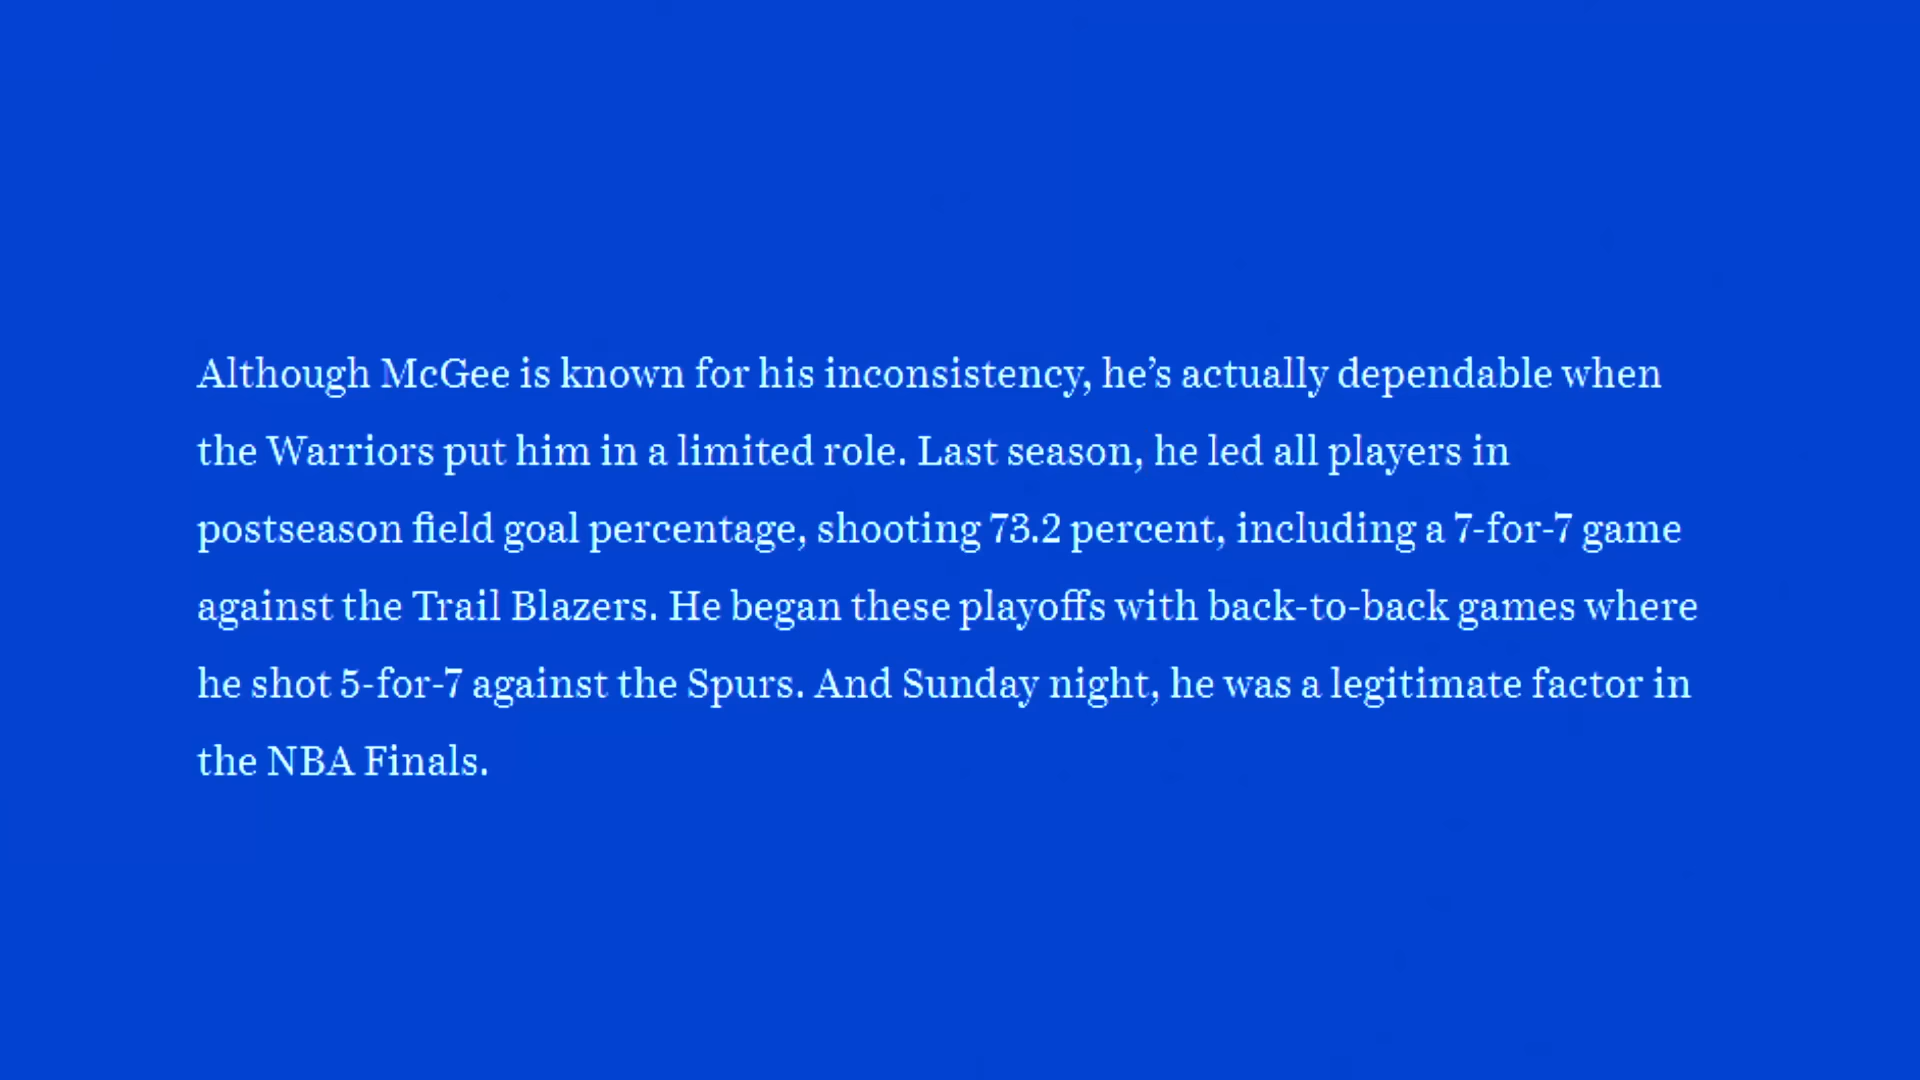 Although McGee is known for his inconsistency, he’s actually dependable when
the Warriors put him in a limited role. Last season, he led all players in
postseason field goal percentage, shooting 73.2 percent, including a 7-for-7 game
against the Trail Blazers. He began these playoffs with back-to-back games where
he shot 5-for-7 against the Spurs. And Sunday night, he was a legitimate factor in
the NBA Finals.